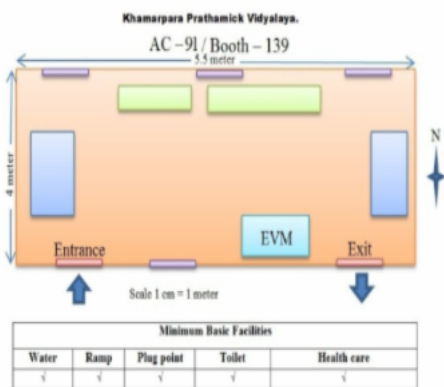 Khamarpara Prathamick Vidyalaya.
AC – 91 / Booth – 139
5.5 meter
4 meter
N
EVM
Entrance
Exit
Scale 1 cm = 1 meter
Minimum Basic Facilities
Water Ramp Plug point Toilet Health care
√ √ √ √ √